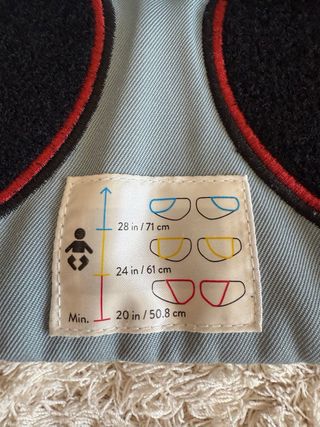 28 in / 71 cm
24 in / 61 cm
Min. 20 in / 50.8 cm